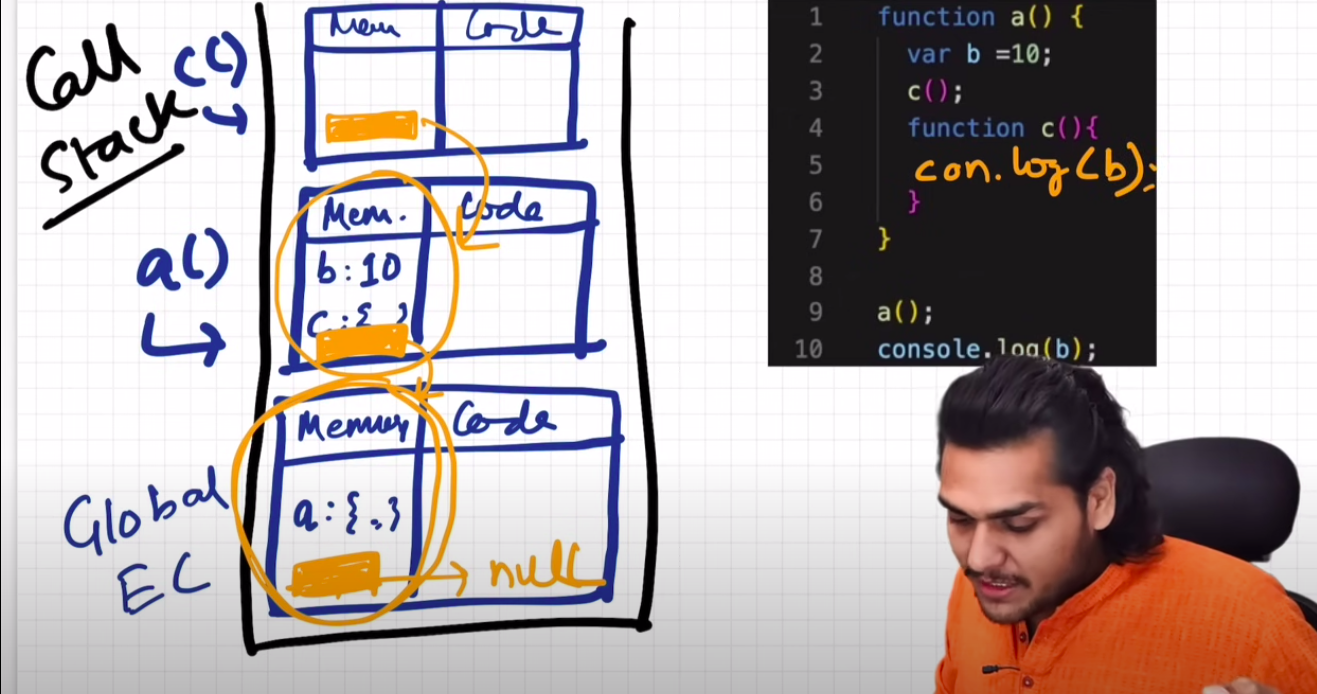 Call
Stack
c()
Mem Code
a()
Mem. Code
b : 10
c : {
Global
EC
Memory Code
a : { . }
null
1 function a() {
2 var b =10;
3 c();
4 function c(){
5 con.log(b);
6 }
7 }
8
9 a();
10 console.log(b);